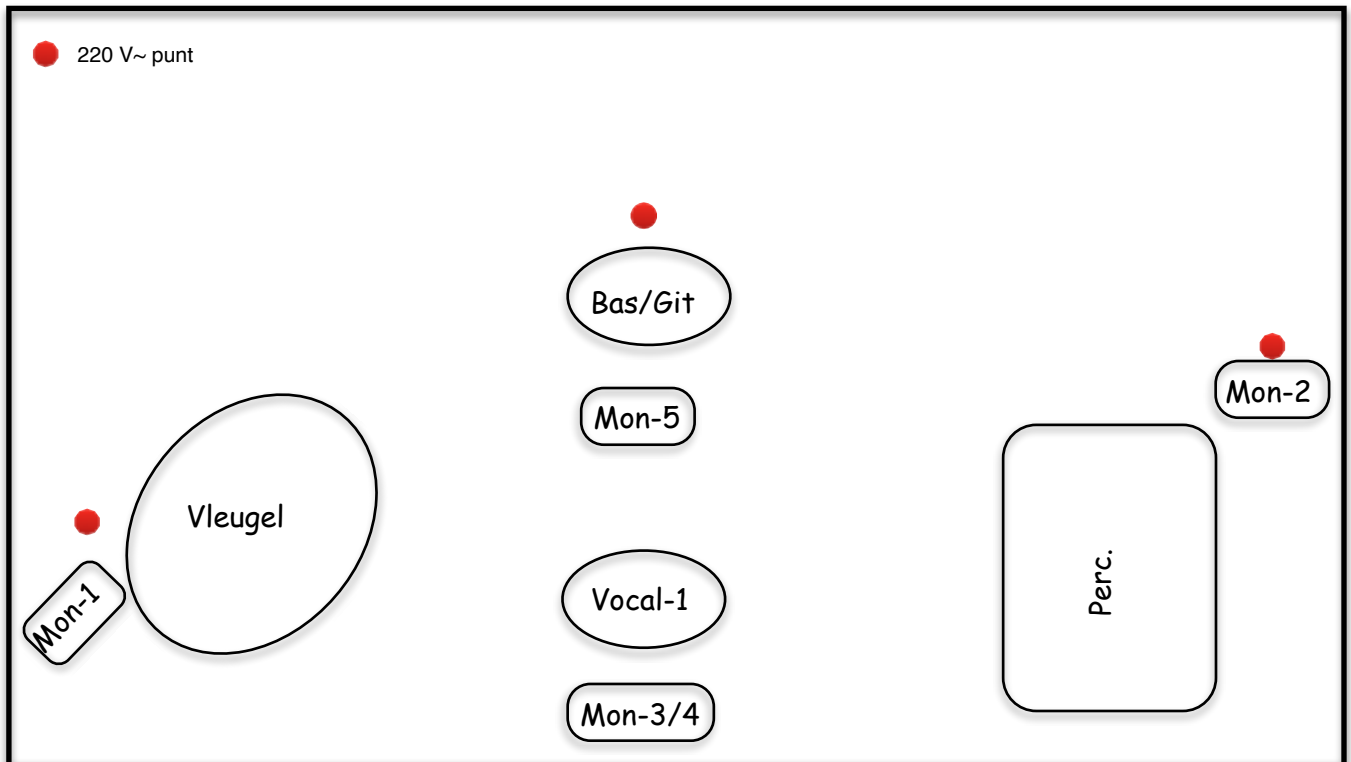 220 V~ punt
Bas/Git
Mon-2
Mon-5
Vleugel
Perc.
Mon-1
Vocal-1
Mon-3/4